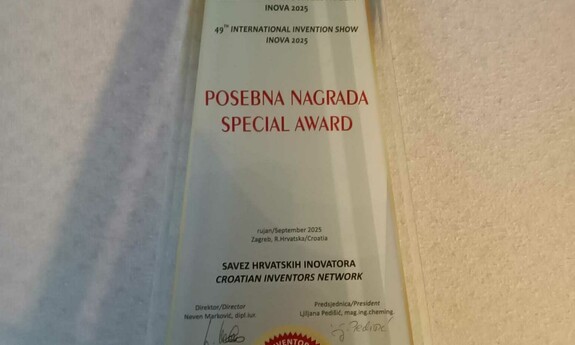 INOVA 2025
49TH INTERNATIONAL INVENTION SHOW
INOVA 2025
POSEBNA NAGRADA
SPECIAL AWARD
rujan/September 2025
Zagreb, R.Hrvatska/Croatia
SAVEZ HRVATSKIH INOVATORA
CROATIAN INVENTORS NETWORK
Direktor/Director
Neven Marković, dipl.iur.
Predsjednica/President
Ljiljana Pedišić, mag.ing.cheming.